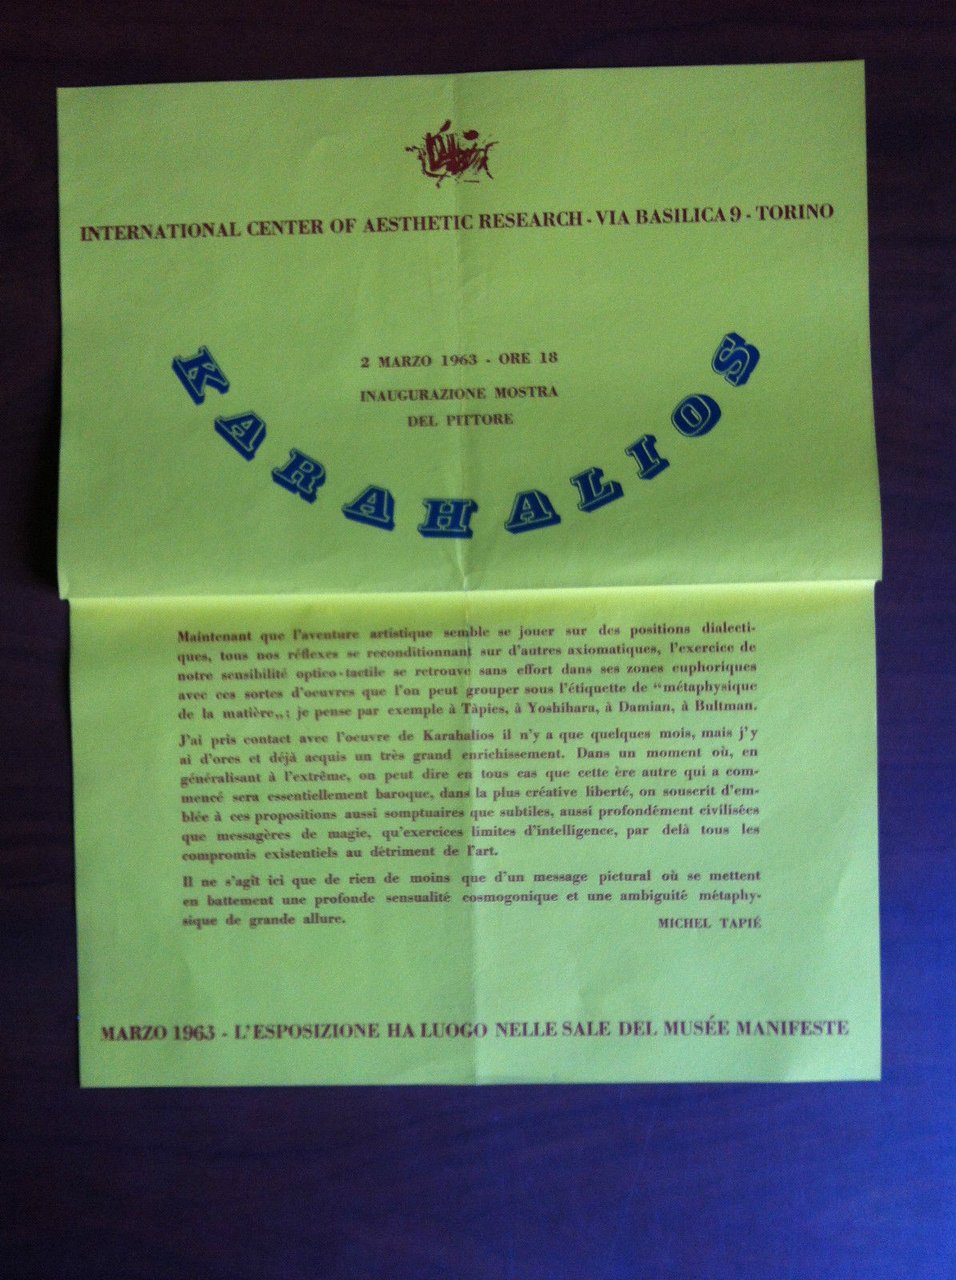 INTERNATIONAL CENTER OF AESTHETIC RESEARCH - VIA BASILICA 9 - TORINO
2 MARZO 1963 - ORE 18
INAUGURAZIONE MOSTRA
DEL PITTORE
KARAHALIOS
Maintenant que l'aventure artistique semble se jouer sur des positions dialecti-
ques, tous nos réflexes se reconditionnant sur d'autres axiomatiques, l'exercice de
notre sensibilité optico-tactile se retrouve sans effort dans ses zones euphoriques
avec ces sortes d'oeuvres que l'on peut grouper sous l'étiquette de “métaphysique
de la matière„; je pense par exemple à Tàpies, à Yoshihara, à Damian, à Bultman.
J'ai pris contact avec l'oeuvre de Karahalios il n'y a que quelques mois, mais j'y
ai d'ores et déjà acquis un très grand enrichissement. Dans un moment où, en
généralisant à l'extrême, on peut dire en tous cas que cette ère autre qui a com-
mencé sera essentiellement baroque, dans la plus créative liberté, on souscrit d'em-
blée à ces propositions aussi somptuaires que subtiles, aussi profondément civilisées
que messagères de magie, qu'exercices limites d'intelligence, par delà tous les
compromis existentiels au détriment de l'art.
Il ne s'agit ici que de rien de moins que d'un message pictural où se mettent
en battement une profonde sensualité cosmogonique et une ambiguité métaphy-
sique de grande allure.
MICHEL TAPIÉ
MARZO 1963 - L'ESPOSIZIONE HA LUOGO NELLE SALE DEL MUSÉE MANIFESTE